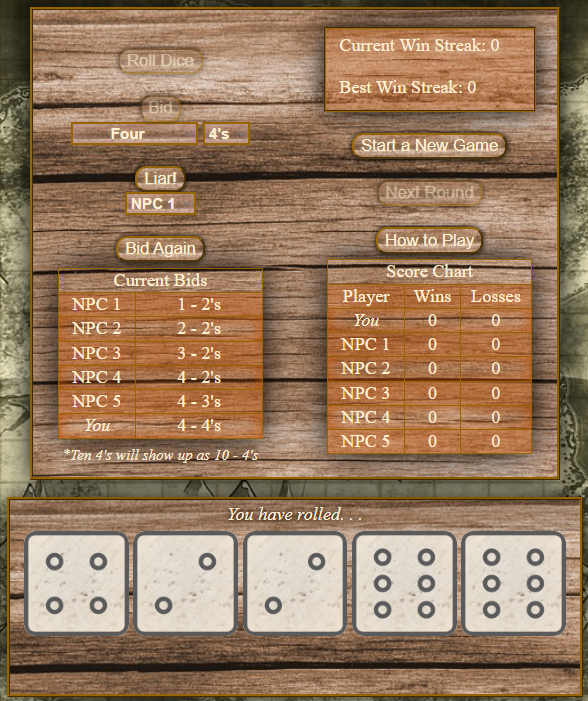 Roll Dice
Bid
Four 4's
Liar!
NPC 1
Bid Again
Current Bids
NPC 1 1 - 2's
NPC 2 2 - 2's
NPC 3 3 - 2's
NPC 4 4 - 2's
NPC 5 4 - 3's
You 4 - 4's
*Ten 4's will show up as 10 - 4's
Current Win Streak: 0
Best Win Streak: 0
Start a New Game
Next Round
How to Play
Score Chart
Player Wins Losses
You 0 0
NPC 1 0 0
NPC 2 0 0
NPC 3 0 0
NPC 4 0 0
NPC 5 0 0
You have rolled. . .